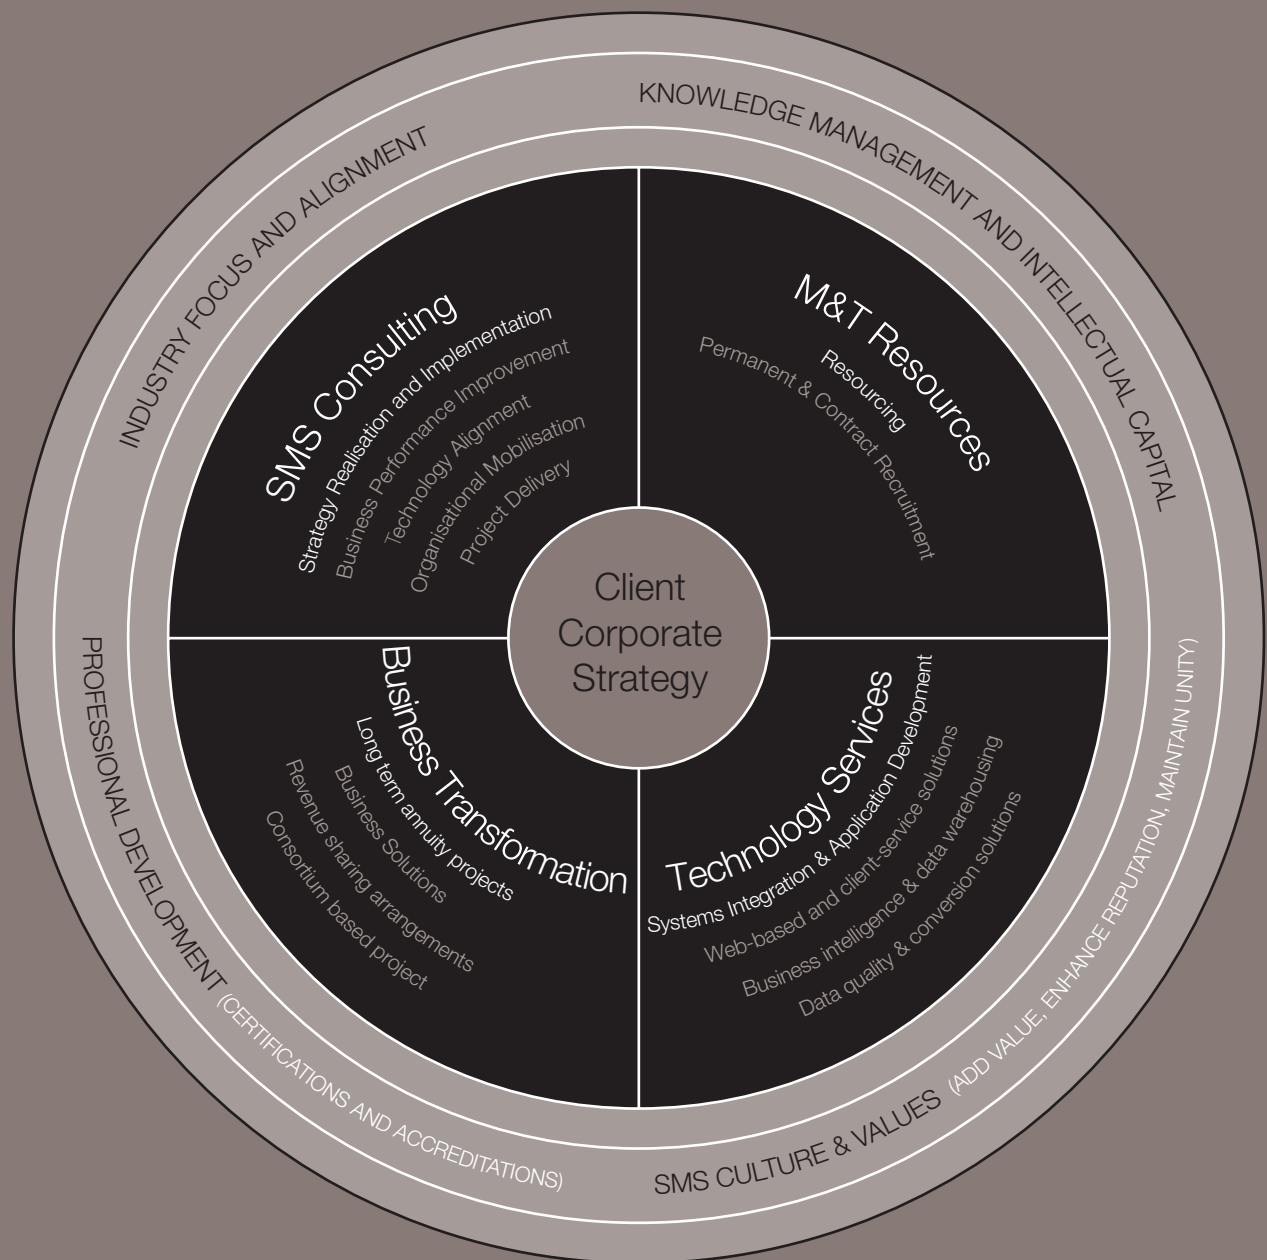 INDUSTRY FOCUS AND ALIGNMENT
KNOWLEDGE MANAGEMENT AND INTELLECTUAL CAPITAL
SMS Consulting
Strategy Realisation and Implementation
Business Performance Improvement
Technology Alignment
Organisational Mobilisation
Project Delivery
M&T Resources
Resourcing
Permanent & Contract Recruitment
Client
Corporate
Strategy
Business Transformation
Long term annuity projects
Business Solutions
Revenue sharing arrangements
Consortium based project
Technology Services
Systems Integration & Application Development
Web-based and client-service solutions
Business intelligence & data warehousing
Data quality & conversion solutions
PROFESSIONAL DEVELOPMENT (CERTIFICATIONS AND ACCREDITATIONS)
SMS CULTURE & VALUES (ADD VALUE, ENHANCE REPUTATION, MAINTAIN UNITY)